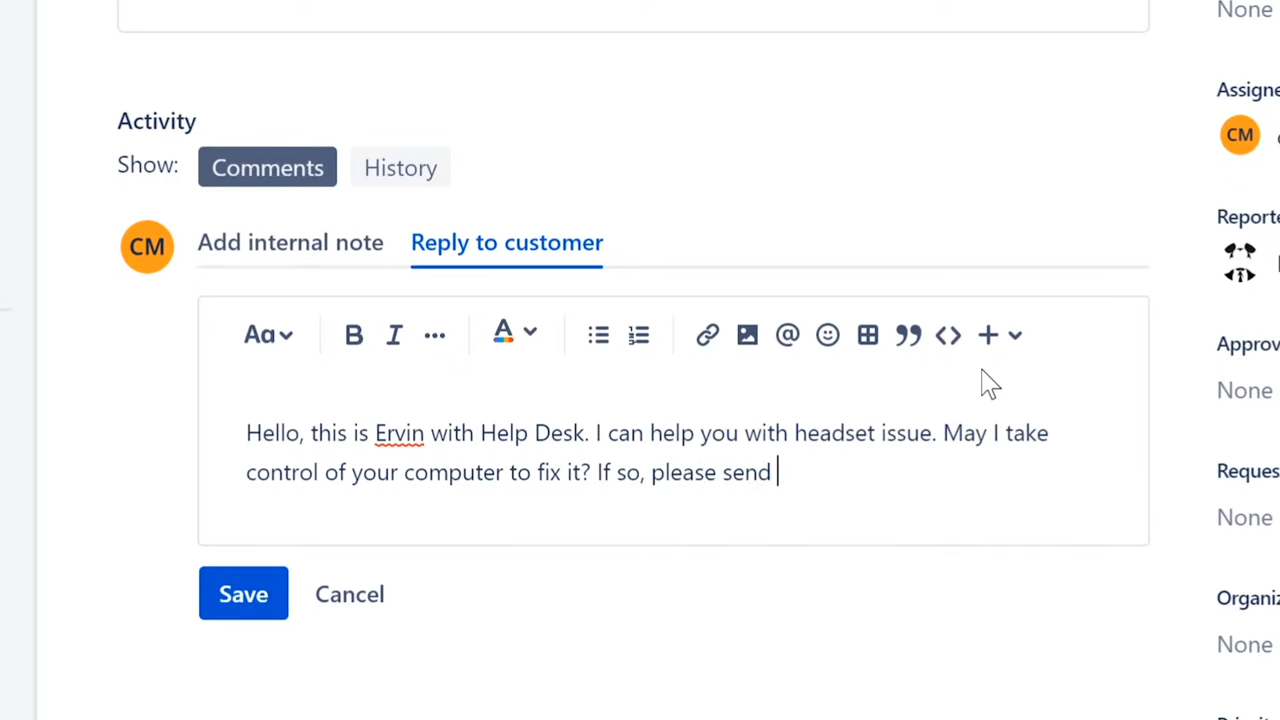 None
Activity
Assigne
Show: Comments History
CM
CM
Add internal note Reply to customer
Reporte
Aa B I ... A @ <> +
Approv
None
Hello, this is Ervin with Help Desk. I can help you with headset issue. May I take
control of your computer to fix it? If so, please send
Reques
None
Save Cancel
Organiz
None